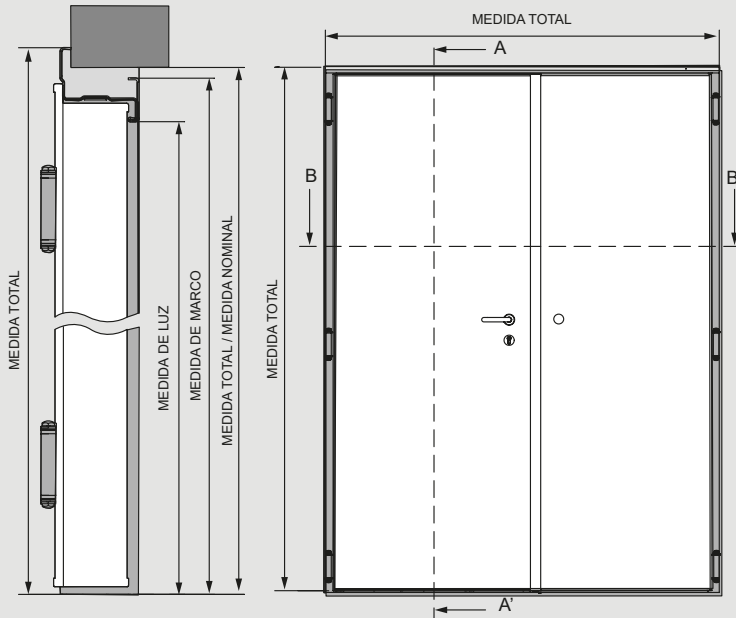 MEDIDA TOTAL
MEDIDA DE LUZ
MEDIDA DE MARCO
MEDIDA TOTAL / MEDIDA NOMINAL
MEDIDA TOTAL
MEDIDA TOTAL
A
B
B
A'